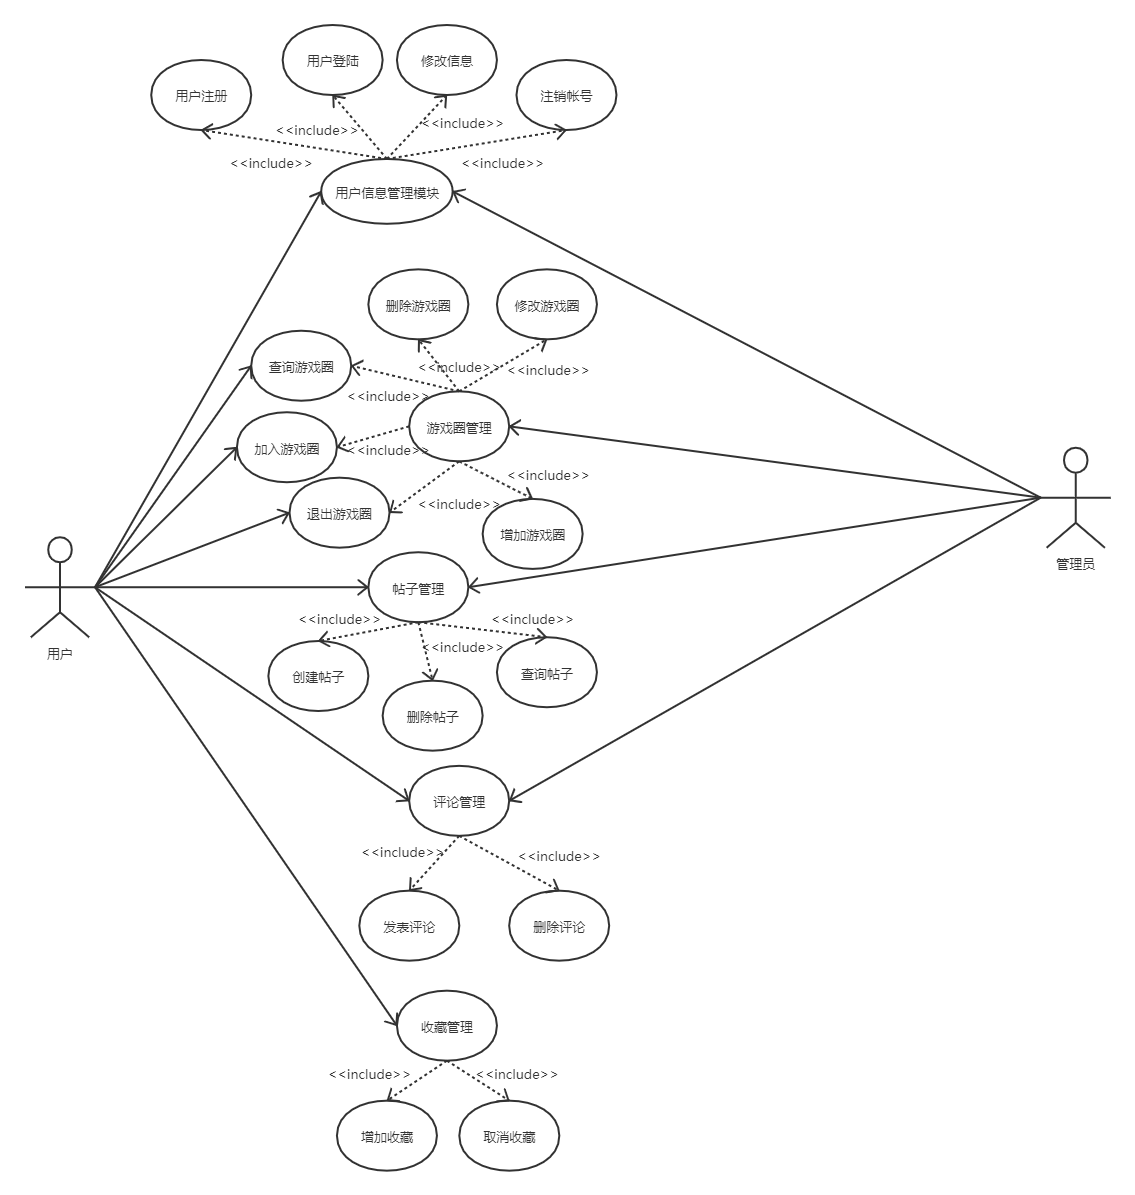 用户登陆
修改信息
用户注册
注销帐号
<<include>>
<<include>>
<<include>>
<<include>>
用户信息管理模块
删除游戏圈
修改游戏圈
查询游戏圈
<<include>>
<<include>>
<<include>>
游戏圈管理
加入游戏圈
<<include>>
<<include>>
<<include>>
退出游戏圈
增加游戏圈
管理员
帖子管理
<<include>>
<<include>>
<<include>>
用户
创建帖子
查询帖子
删除帖子
评论管理
<<include>>
<<include>>
发表评论
删除评论
收藏管理
<<include>>
<<include>>
增加收藏
取消收藏